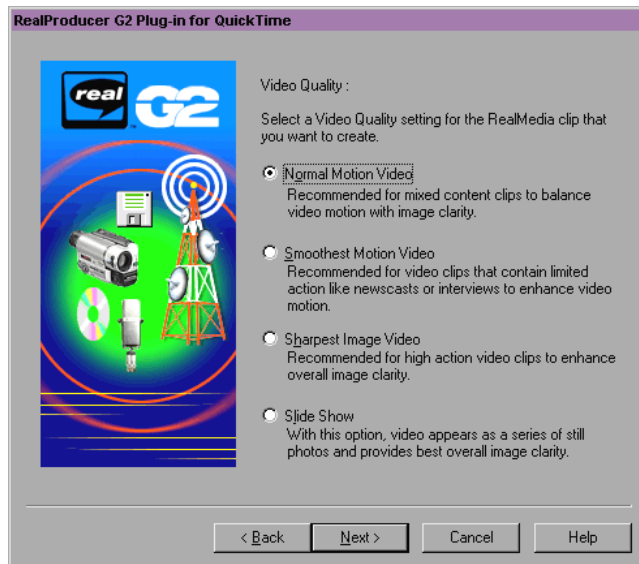 RealProducer G2 Plug-in for QuickTime
real
G2
Video Quality :
Select a Video Quality setting for the RealMedia clip that
you want to create.
Normal Motion Video
Recommended for mixed content clips to balance
video motion with image clarity.
Smoothest Motion Video
Recommended for video clips that contain limited
action like newscasts or interviews to enhance video
motion.
Sharpest Image Video
Recommended for high action video clips to enhance
overall image clarity.
Slide Show
With this option, video appears as a series of still
photos and provides best overall image clarity.
< Back
Next >
Cancel
Help